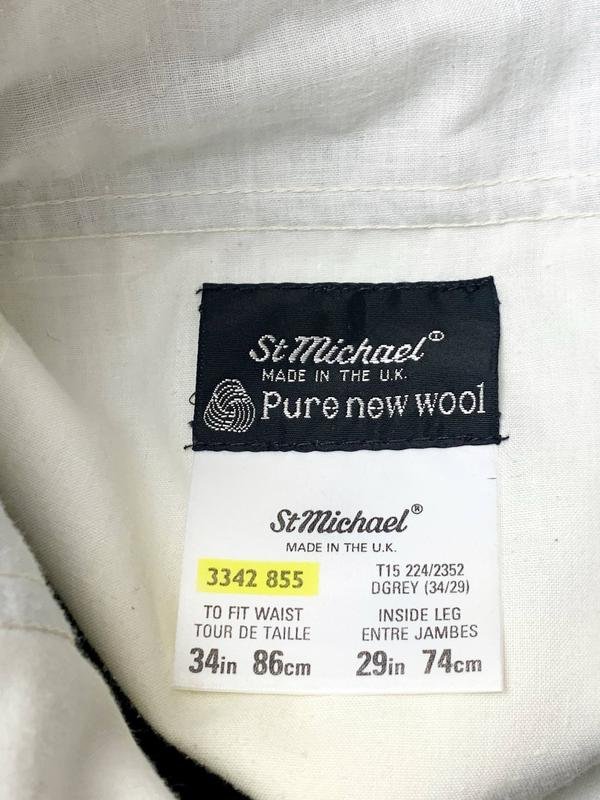 St Michael®
MADE IN THE U.K.
Pure new wool
St Michael®
MADE IN THE U.K.
3342 855
T15 224/2352
DGREY (34/29)
TO FIT WAIST
TOUR DE TAILLE
34in 86cm
INSIDE LEG
ENTRE JAMBES
29in 74cm